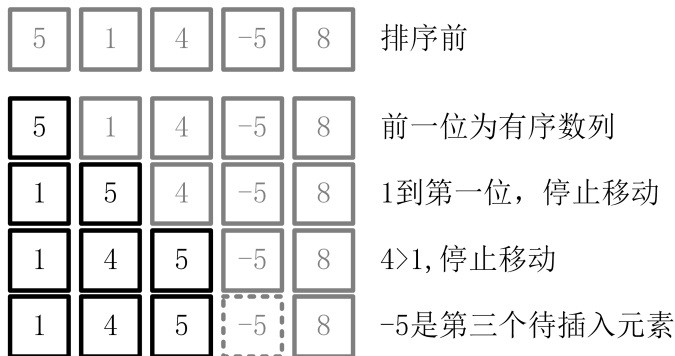 5 1 4 -5 8 排序前
5 1 4 -5 8 前一位为有序数列
1 5 4 -5 8 1到第一位，停止移动
1 4 5 -5 8 4>1,停止移动
1 4 5 -5 8 -5是第三个待插入元素